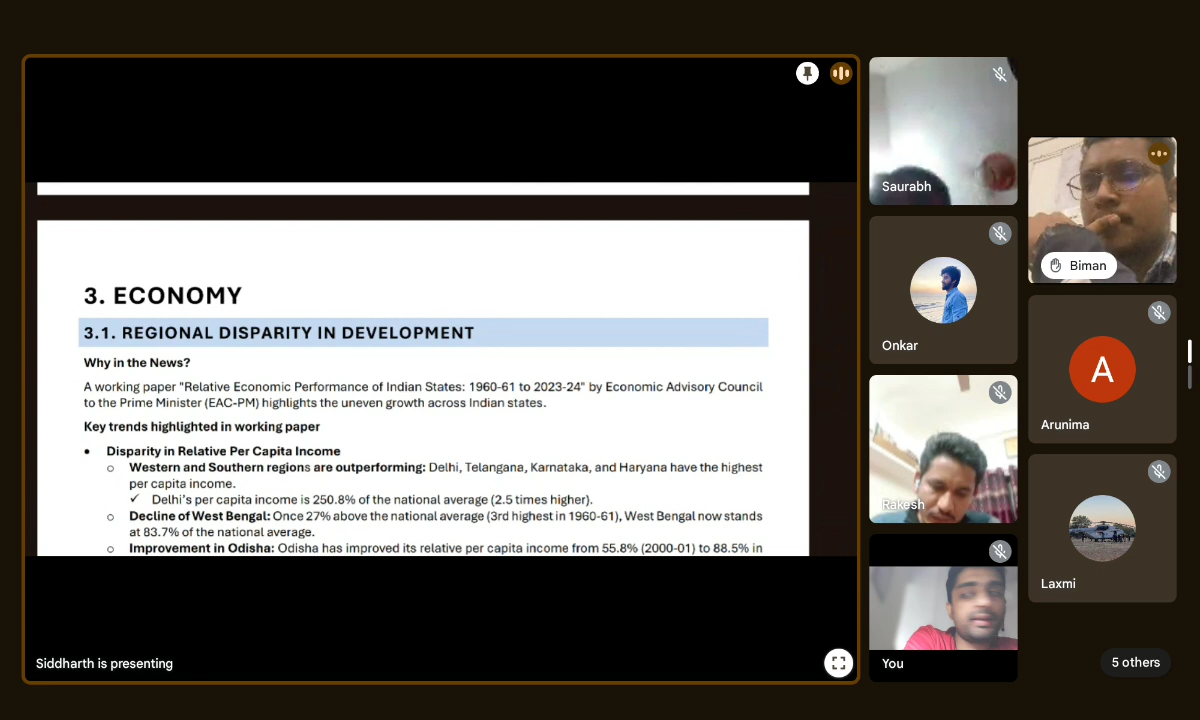 3. ECONOMY
3.1. REGIONAL DISPARITY IN DEVELOPMENT
Why in the News?
A working paper "Relative Economic Performance of Indian States: 1960-61 to 2023-24" by Economic Advisory Council
to the Prime Minister (EAC-PM) highlights the uneven growth across Indian states.
Key trends highlighted in working paper
• Disparity in Relative Per Capita Income
o Western and Southern regions are outperforming: Delhi, Telangana, Karnataka, and Haryana have the highest
per capita income.
✓ Delhi's per capita income is 250.8% of the national average (2.5 times higher).
o Decline of West Bengal: Once 27% above the national average (3rd highest in 1960-61), West Bengal now stands
at 83.7% of the national average.
o Improvement in Odisha: Odisha has improved its relative per capita income from 55.8% (2000-01) to 88.5% in
Siddharth is presenting
Saurabh
Onkar
Rakesh
You
Biman
A
Arunima
Laxmi
5 others